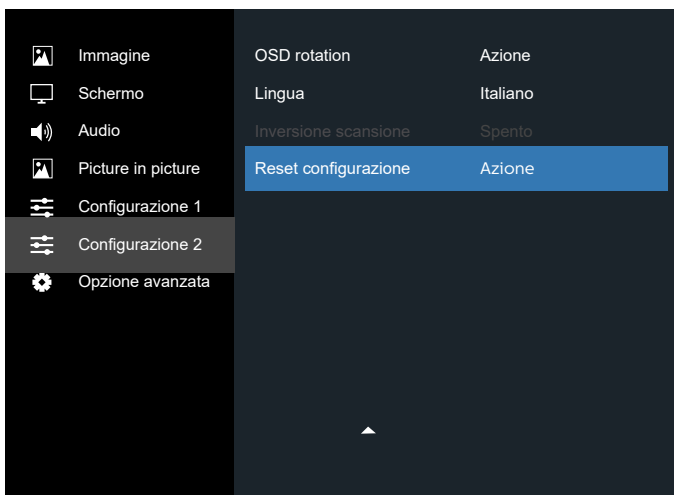 Immagine
Schermo
Audio
Picture in picture
Configurazione 1
Configurazione 2
Opzione avanzata
OSD rotation Azione
Lingua Italiano
Inversione scansione Spento
Reset configurazione Azione